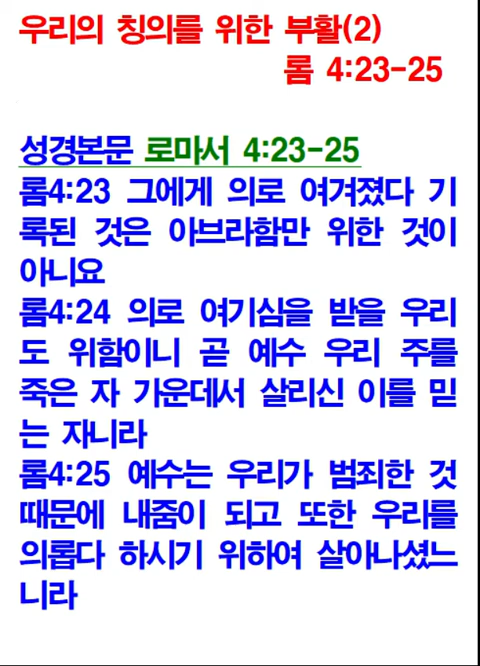 우리의 칭의를 위한 부활(2)
롬 4:23-25
성경본문 로마서 4:23-25
롬4:23 그에게 의로 여겨졌다 기
록된 것은 아브라함만 위한 것이
아니요
롬4:24 의로 여기심을 받을 우리
도 위함이니 곧 예수 우리 주를
죽은 자 가운데서 살리신 이를 믿
는 자니라
롬4:25 예수는 우리가 범죄한 것
때문에 내줌이 되고 또한 우리를
의롭다 하시기 위하여 살아나셨느
니라